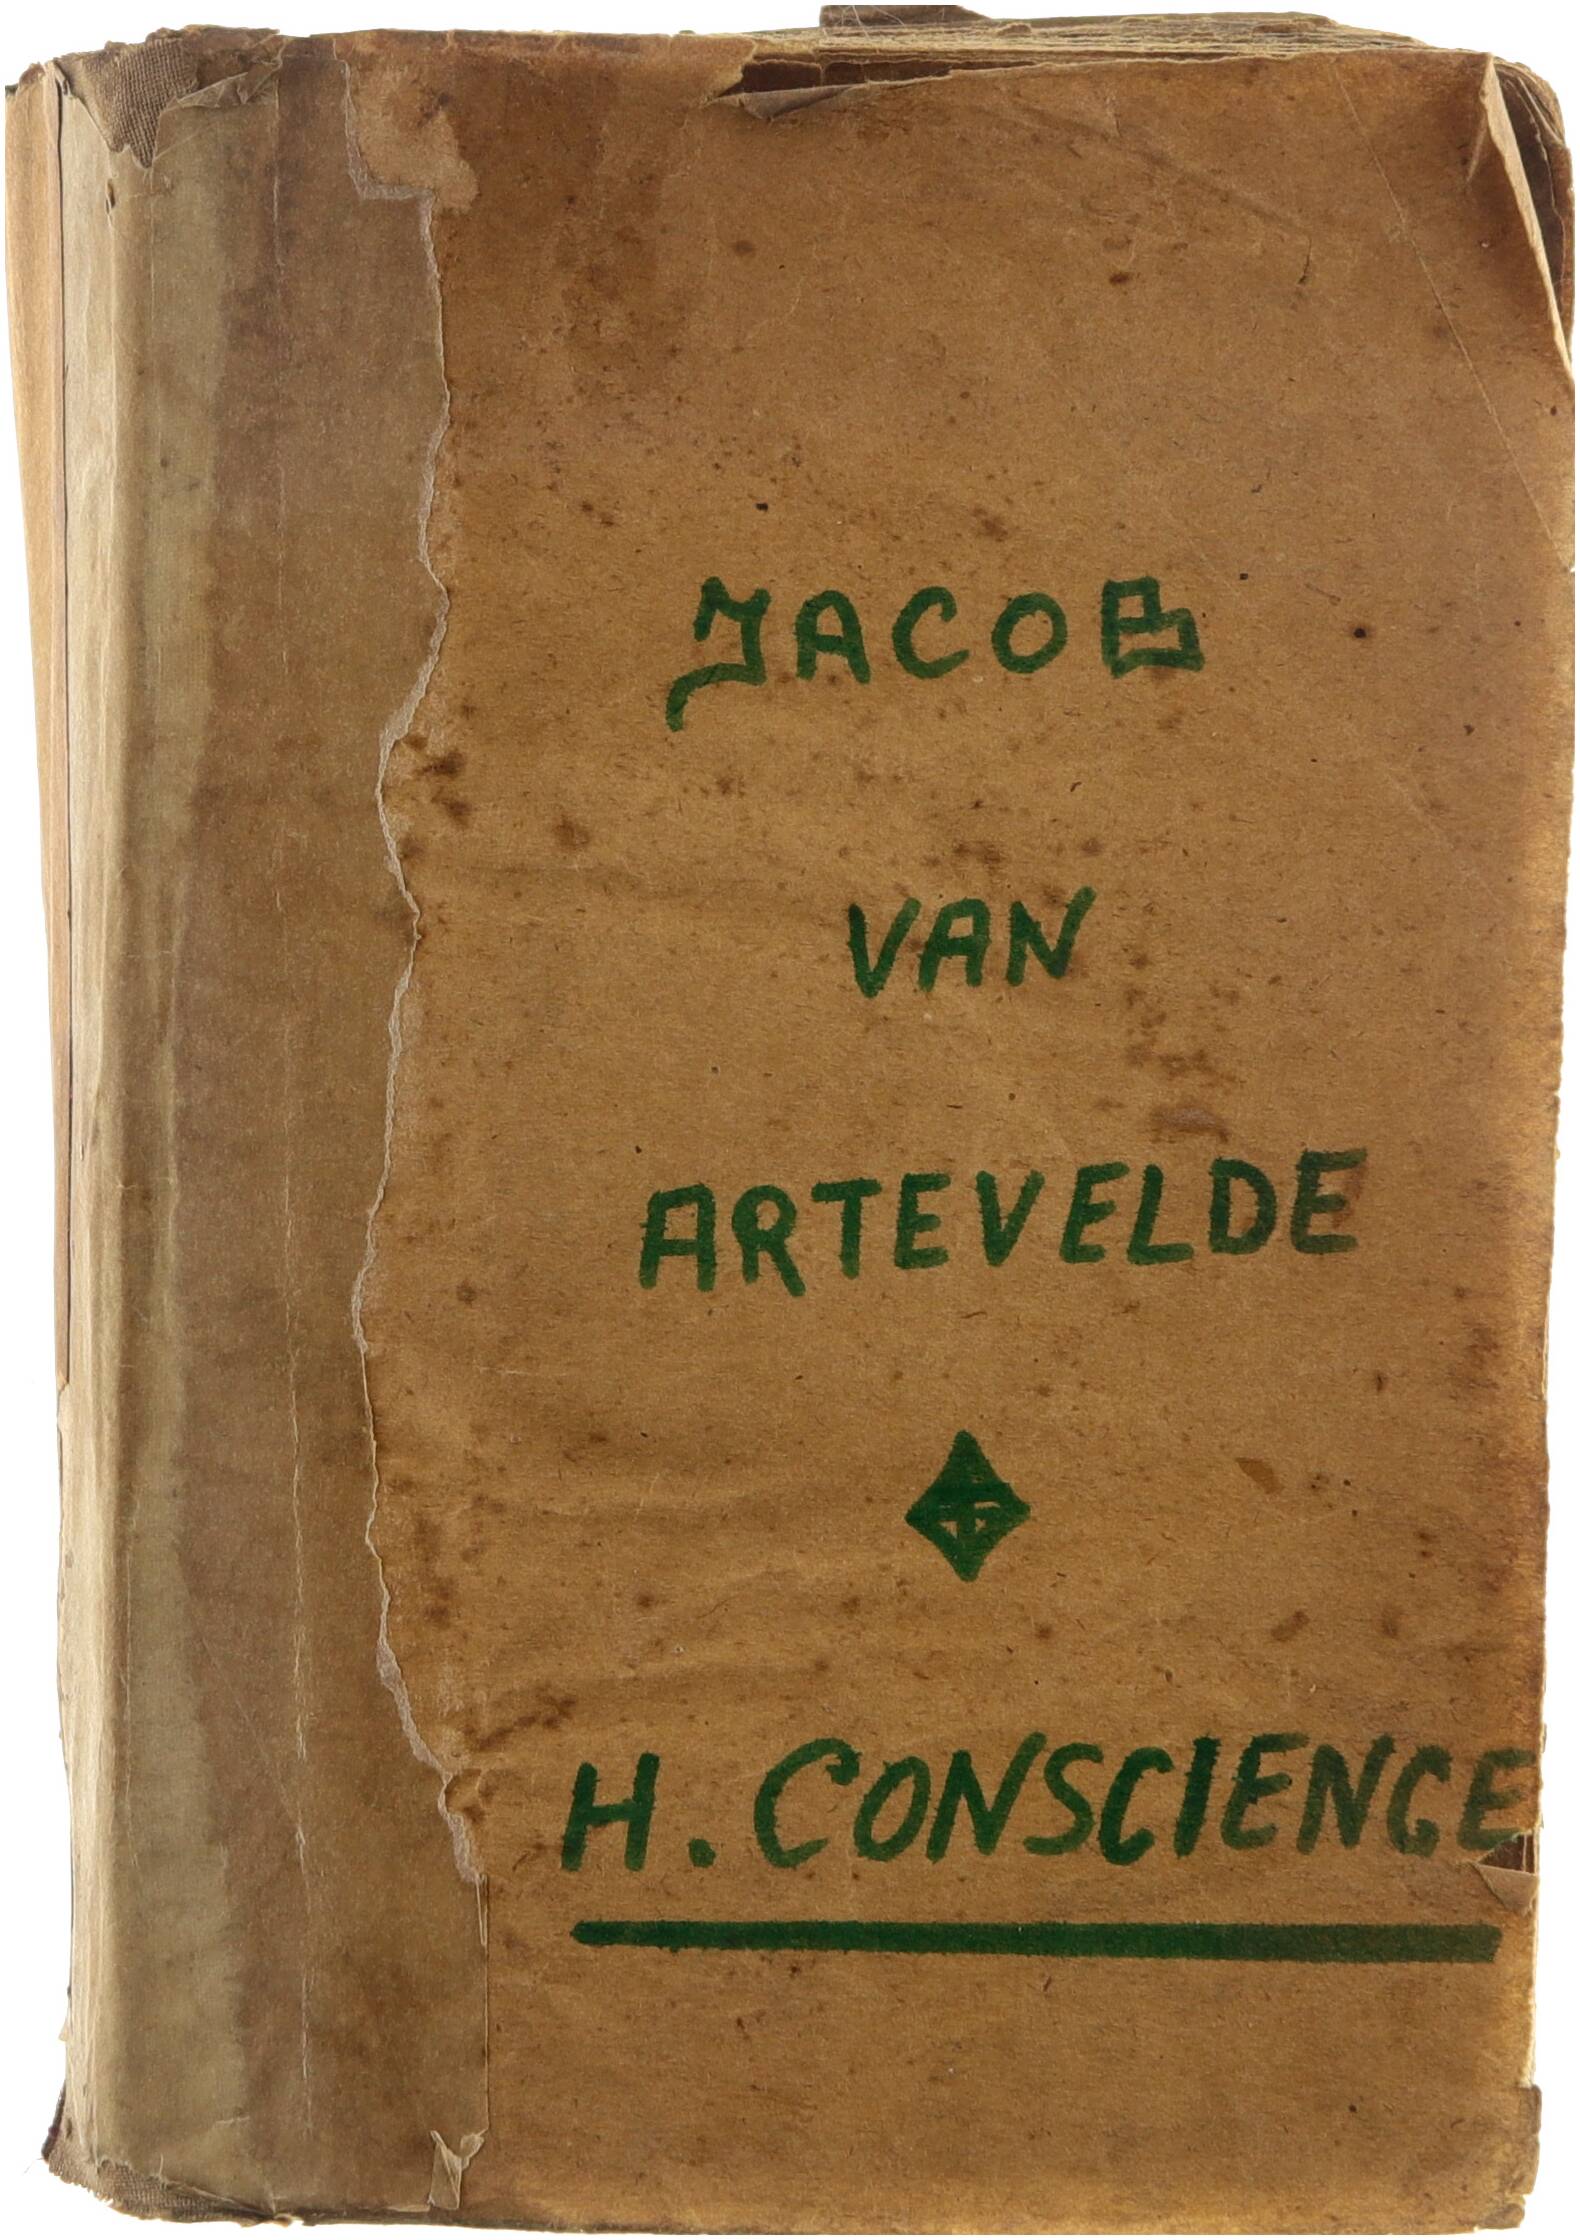 JACOB
VAN
ARTEVELDE
H. CONSCIENCE